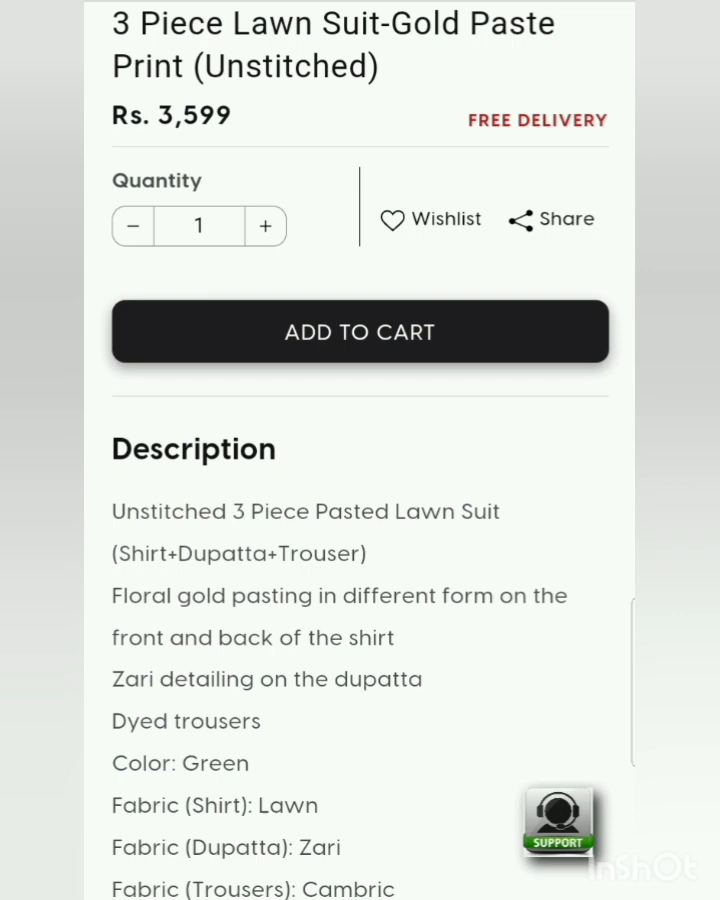 3 Piece Lawn Suit-Gold Paste
Print (Unstitched)
Rs. 3,599
FREE DELIVERY
Quantity
− 1 +
Wishlist
Share
ADD TO CART
Description
Unstitched 3 Piece Pasted Lawn Suit
(Shirt+Dupatta+Trouser)
Floral gold pasting in different form on the
front and back of the shirt
Zari detailing on the dupatta
Dyed trousers
Color: Green
Fabric (Shirt): Lawn
Fabric (Dupatta): Zari
Fabric (Trousers): Cambric
SUPPORT
InShOt